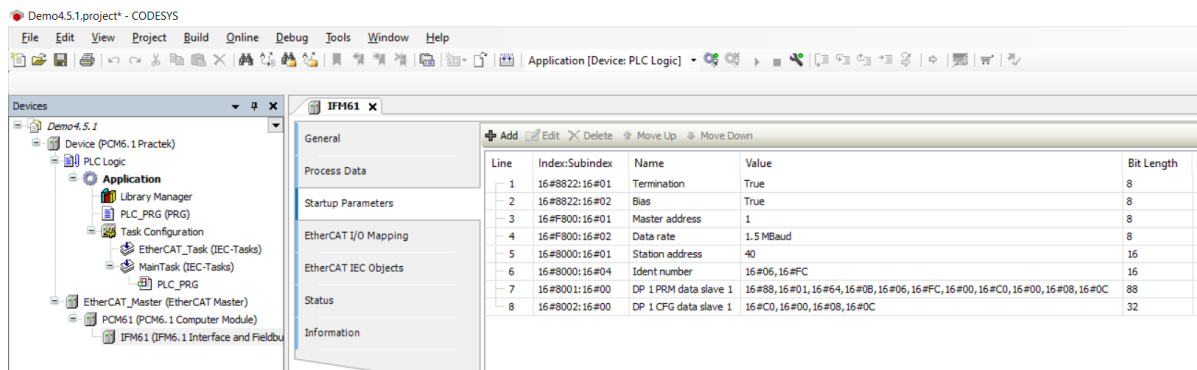 Demo4.5.1.project* - CODESYS
File Edit View Project Build Online Debug Tools Window Help
Application [Device: PLC Logic]
Devices
Demo4.5.1
Device (PCM6.1 Practek)
PLC Logic
Application
Library Manager
PLC_PRG (PRG)
Task Configuration
EtherCAT_Task (IEC-Tasks)
MainTask (IEC-Tasks)
PLC_PRG
EtherCAT_Master (EtherCAT Master)
PCM61 (PCM6.1 Computer Module)
IFM61 (IFM6.1 Interface and Fieldbu
IFM61
General
Process Data
Startup Parameters
EtherCAT I/O Mapping
EtherCAT IEC Objects
Status
Information
Add Edit Delete Move Up Move Down
Line Index:Subindex Name Value Bit Length
1 16#8822:16#01 Termination True 8
2 16#8822:16#02 Bias True 8
3 16#F800:16#01 Master address 1 8
4 16#F800:16#02 Data rate 1.5 MBaud 8
5 16#8000:16#01 Station address 40 16
6 16#8000:16#04 Ident number 16#06,16#FC 16
7 16#8001:16#00 DP 1 PRM data slave 1 16#88,16#01,16#64,16#0B,16#06,16#FC,16#00,16#C0,16#00,16#08,16#0C 88
8 16#8002:16#00 DP 1 CFG data slave 1 16#C0,16#00,16#08,16#0C 32